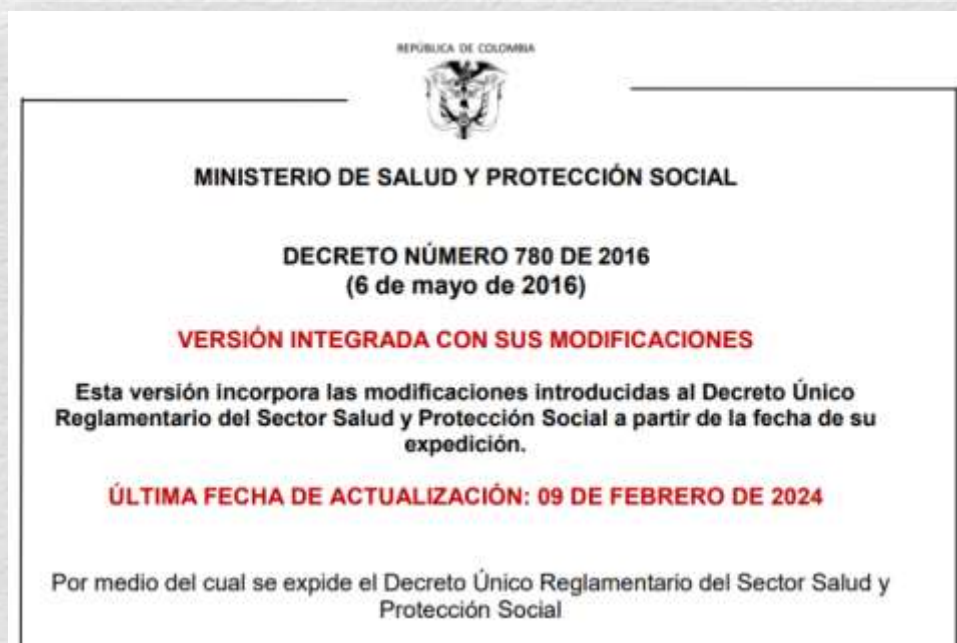 REPÚBLICA DE COLOMBIA
MINISTERIO DE SALUD Y PROTECCIÓN SOCIAL
DECRETO NÚMERO 780 DE 2016
(6 de mayo de 2016)
VERSIÓN INTEGRADA CON SUS MODIFICACIONES
Esta versión incorpora las modificaciones introducidas al Decreto Único
Reglamentario del Sector Salud y Protección Social a partir de la fecha de su
expedición.
ÚLTIMA FECHA DE ACTUALIZACIÓN: 09 DE FEBRERO DE 2024
Por medio del cual se expide el Decreto Único Reglamentario del Sector Salud y
Protección Social